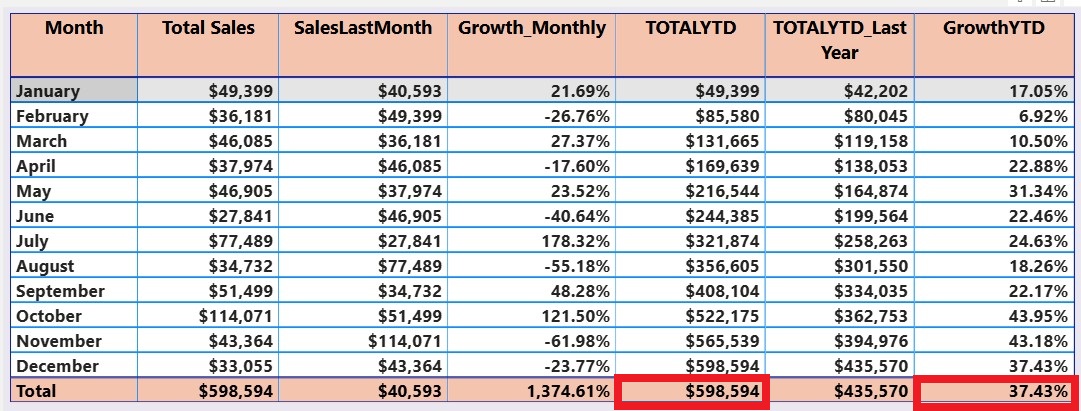 Month Total Sales SalesLastMonth Growth_Monthly TOTALYTD TOTALYTD_Last Year GrowthYTD
January $49,399 $40,593 21.69% $49,399 $42,202 17.05%
February $36,181 $49,399 -26.76% $85,580 $80,045 6.92%
March $46,085 $36,181 27.37% $131,665 $119,158 10.50%
April $37,974 $46,085 -17.60% $169,639 $138,053 22.88%
May $46,905 $37,974 23.52% $216,544 $164,874 31.34%
June $27,841 $46,905 -40.64% $244,385 $199,564 22.46%
July $77,489 $27,841 178.32% $321,874 $258,263 24.63%
August $34,732 $77,489 -55.18% $356,605 $301,550 18.26%
September $51,499 $34,732 48.28% $408,104 $334,035 22.17%
October $114,071 $51,499 121.50% $522,175 $362,753 43.95%
November $43,364 $114,071 -61.98% $565,539 $394,976 43.18%
December $33,055 $43,364 -23.77% $598,594 $435,570 37.43%
Total $598,594 $40,593 1,374.61% $598,594 $435,570 37.43%